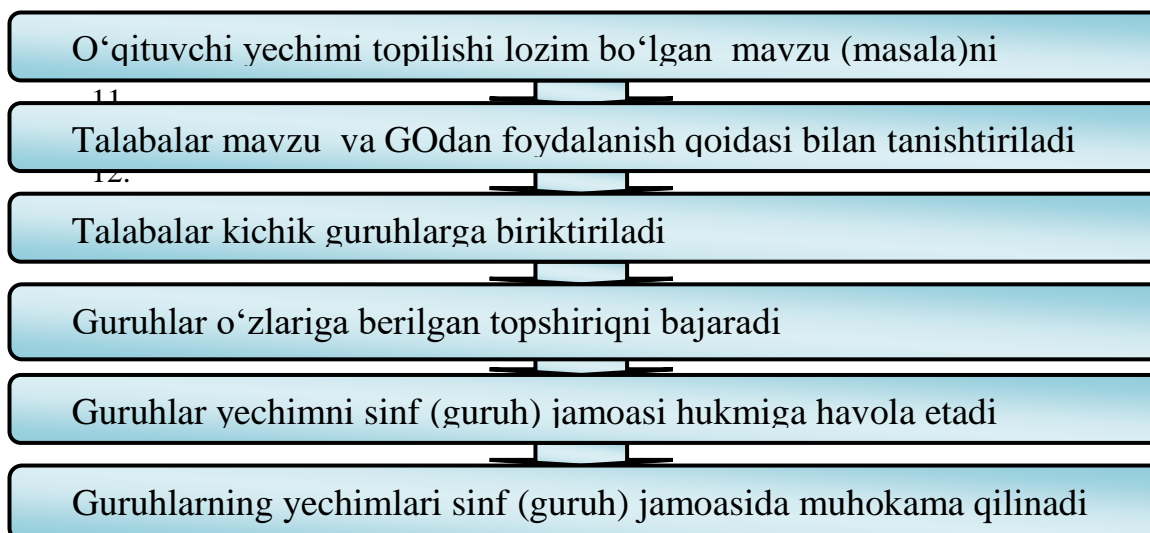 O‘qituvchi yechimi topilishi lozim bo‘lgan mavzu (masala)ni
11.
Talabalar mavzu va GOdan foydalanish qoidasi bilan tanishtiriladi
12.
Talabalar kichik guruhlarga biriktiriladi
Guruhlar o‘zlariga berilgan topshiriqni bajaradi
Guruhlar yechimni sinf (guruh) jamoasi hukmiga havola etadi
Guruhlarning yechimlari sinf (guruh) jamoasida muhokama qilinadi